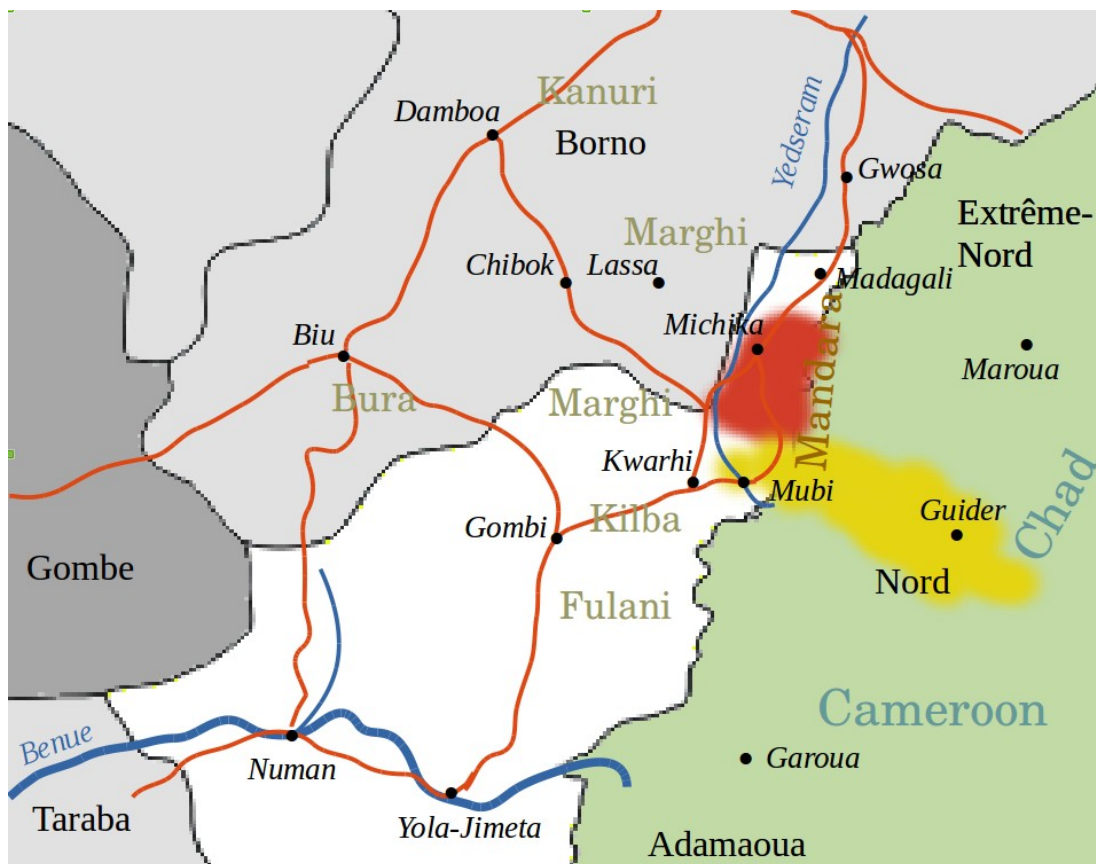 Kanuri
Damboa
Borno
Yedseram
Gwosa
Extrême-
Nord
Marghi
Chibok
Lassa
Madagali
Michika
Biu
Maroua
Mandara
Bura
Marghi
Kwarhi
Mubi
Chad
Guider
Gombi
Kilba
Gombe
Nord
Fulani
Cameroon
Benue
Numan
Garoua
Taraba
Yola-Jimeta
Adamaoua